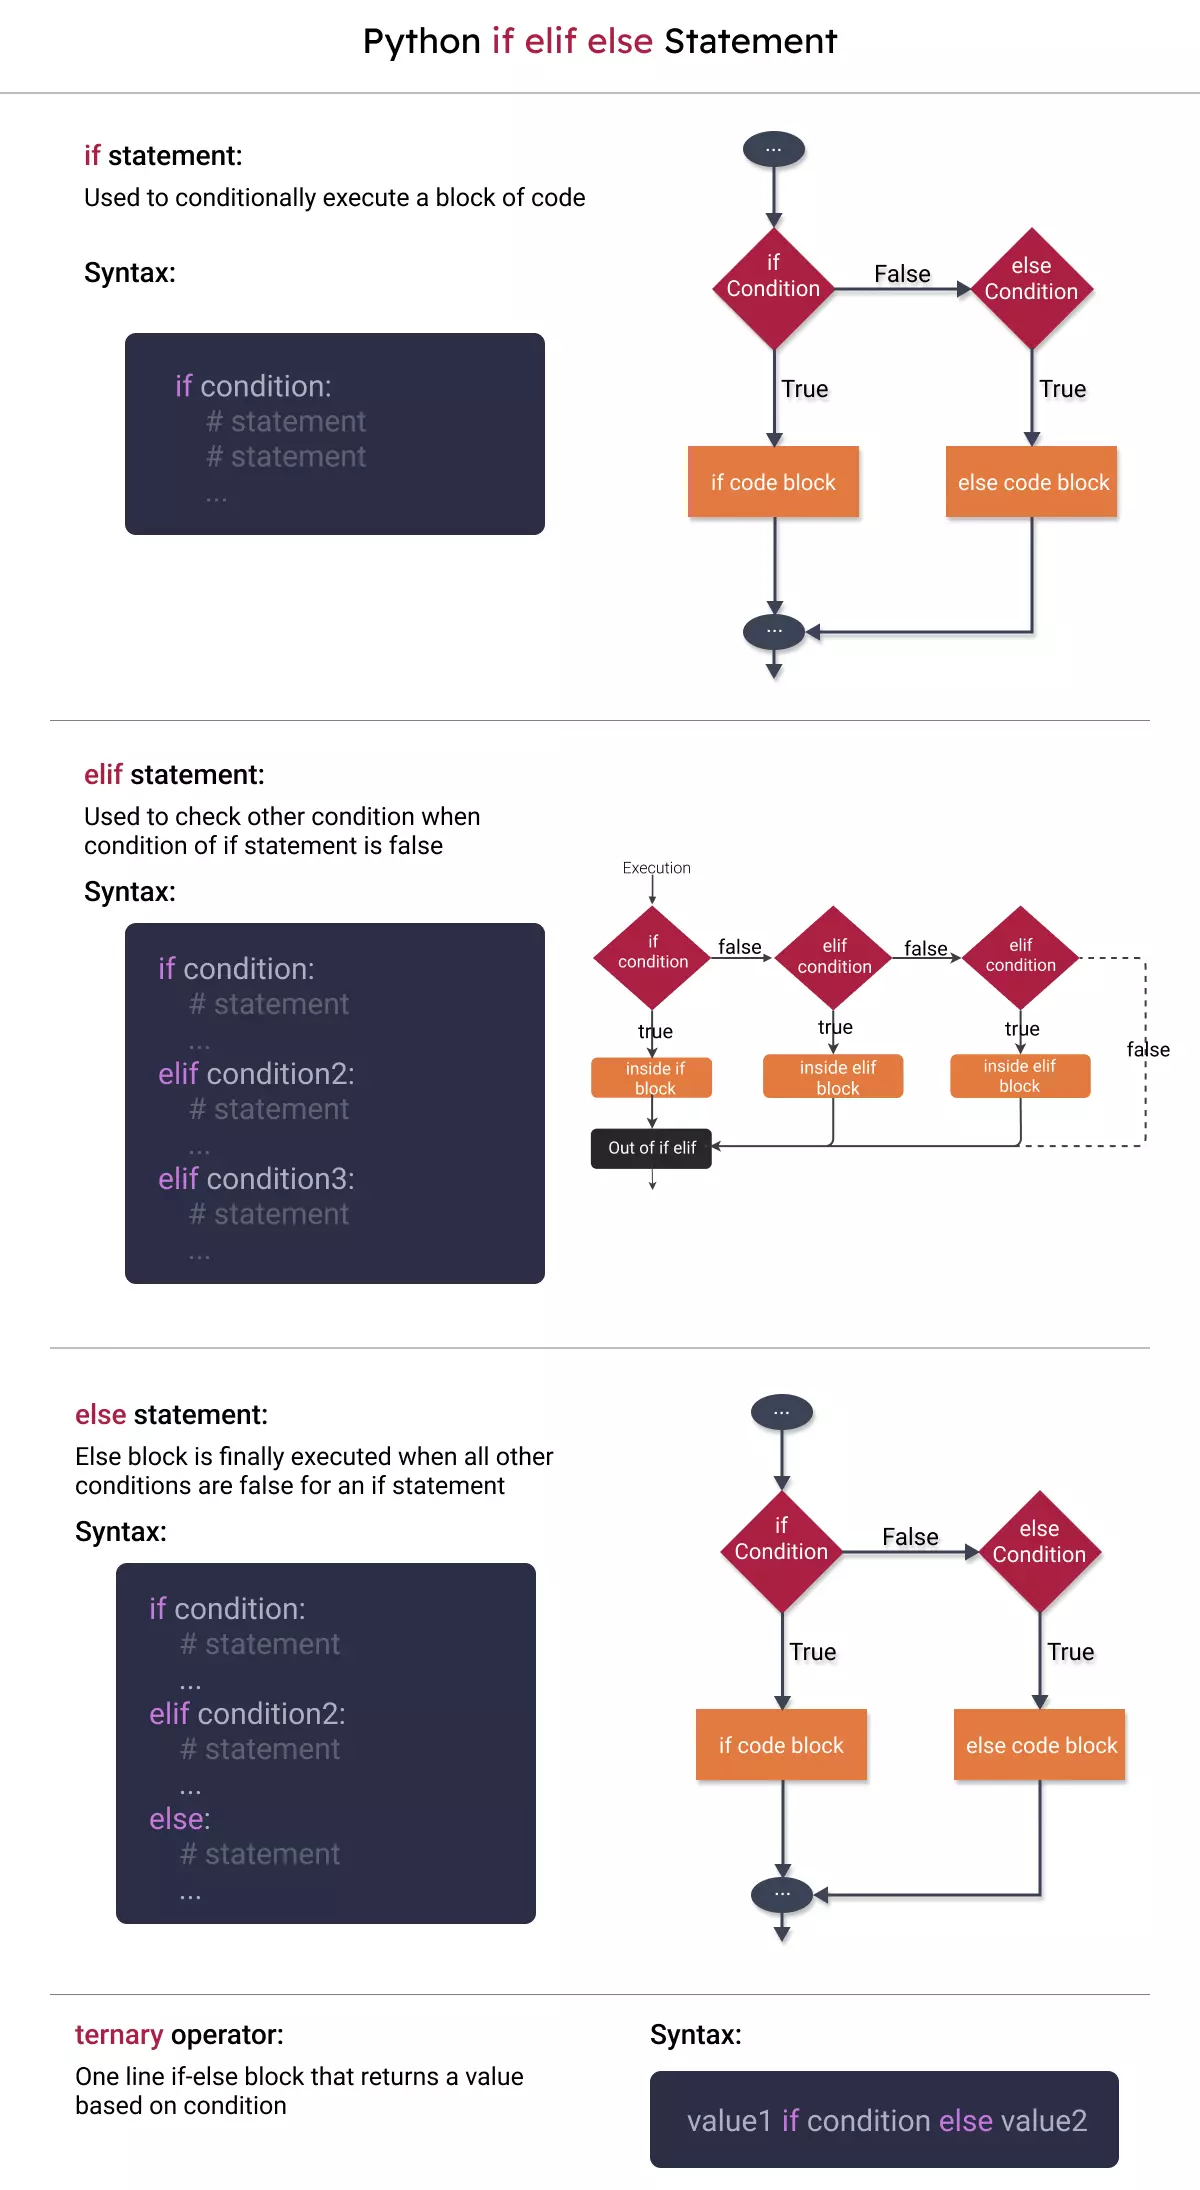 Python if elif else Statement
if statement:
Used to conditionally execute a block of code
Syntax:
if condition:
# statement
# statement
...
...
if
Condition
False
else
Condition
True
True
if code block
else code block
...
elif statement:
Used to check other condition when
condition of if statement is false
Syntax:
if condition:
# statement
...
elif condition2:
# statement
...
elif condition3:
# statement
...
Execution
if
condition
false
elif
condition
false
elif
condition
true
true
true
false
inside if
block
inside elif
block
inside elif
block
Out of if elif
else statement:
Else block is finally executed when all other
conditions are false for an if statement
Syntax:
if condition:
# statement
...
elif condition2:
# statement
...
else:
# statement
...
...
if
Condition
False
else
Condition
True
True
if code block
else code block
...
ternary operator:
One line if-else block that returns a value
based on condition
Syntax:
value1 if condition else value2